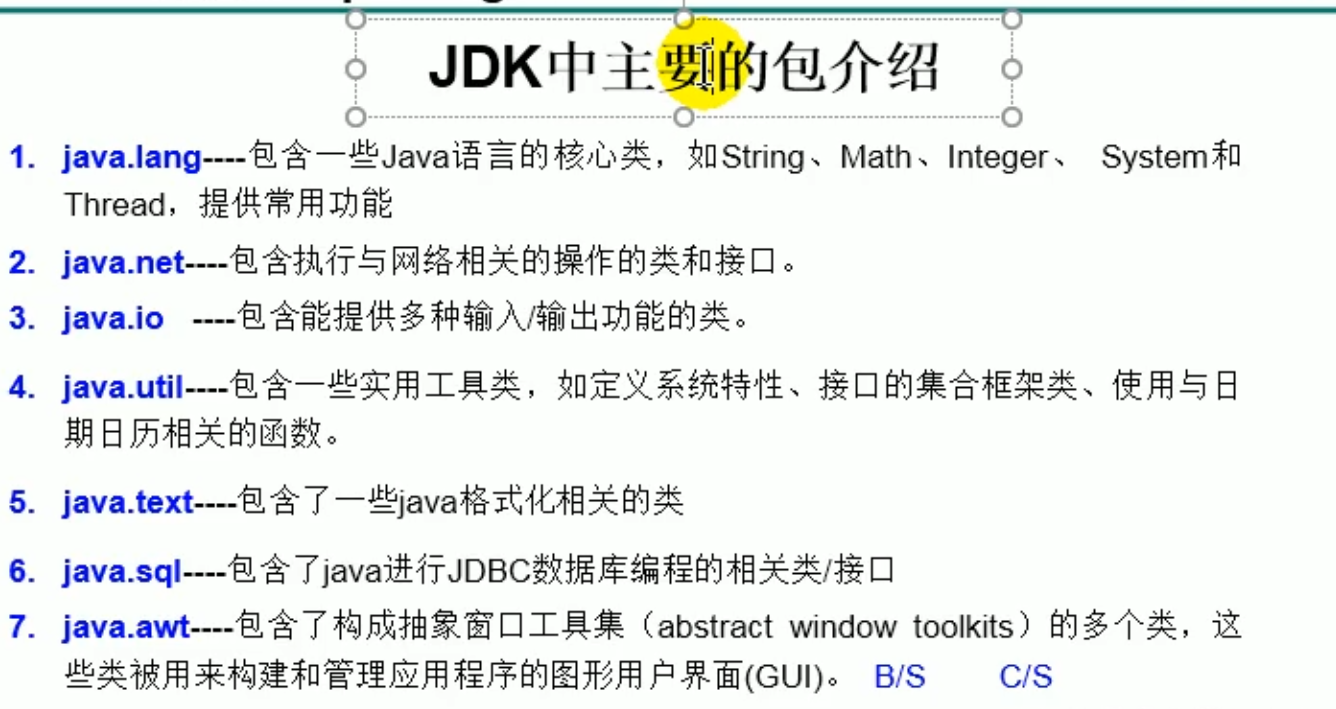 JDK中主要的包介绍
1. java.lang----包含一些Java语言的核心类，如String、Math、Integer、 System和
Thread，提供常用功能
2. java.net----包含执行与网络相关的操作的类和接口。
3. java.io ----包含能提供多种输入/输出功能的类。
4. java.util----包含一些实用工具类，如定义系统特性、接口的集合框架类、使用与日
期日历相关的函数。
5. java.text----包含了一些java格式化相关的类
6. java.sql----包含了java进行JDBC数据库编程的相关类/接口
7. java.awt----包含了构成抽象窗口工具集（abstract window toolkits）的多个类，这
些类被用来构建和管理应用程序的图形用户界面(GUI)。 B/S C/S